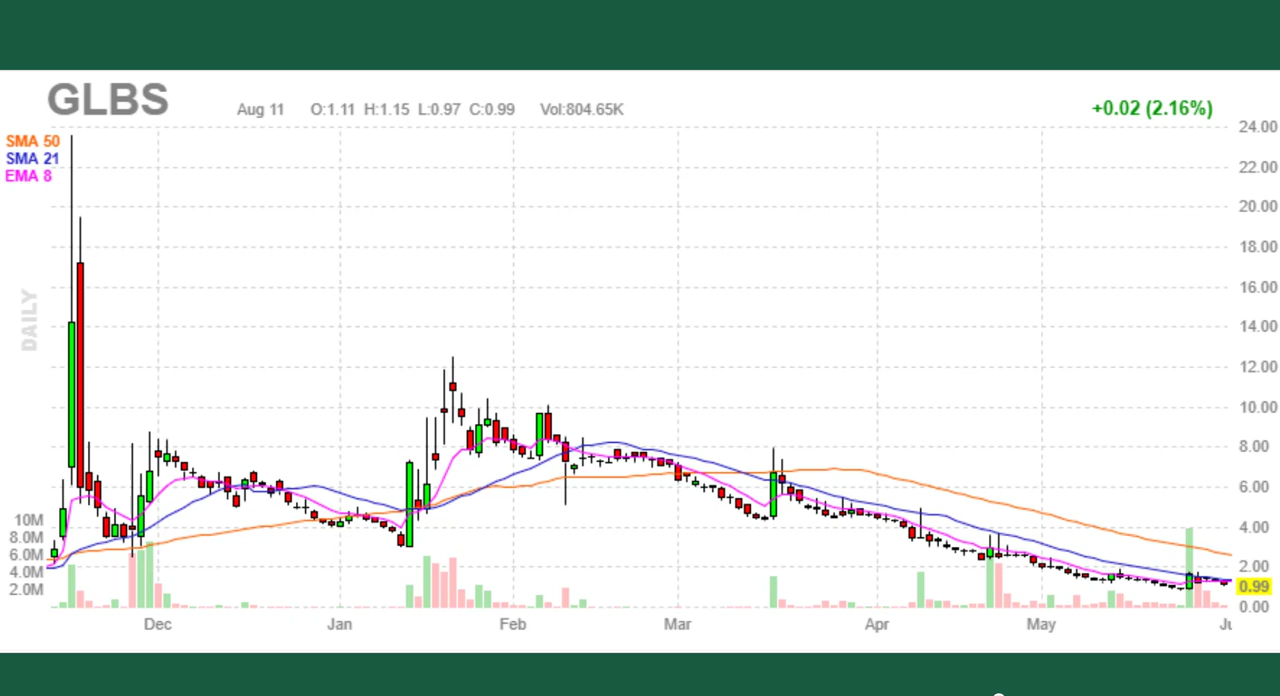 GLBS Aug 11 O:1.11 H:1.15 L:0.97 C:0.99 Vol:804.65K +0.02 (2.16%)
SMA 50
SMA 21
EMA 8
DAILY
24.00
22.00
20.00
18.00
16.00
14.00
12.00
10.00
8.00
6.00
4.00
2.00
0.99
0.00
10M
8.0M
6.0M
4.0M
2.0M
Dec Jan Feb Mar Apr May Ju